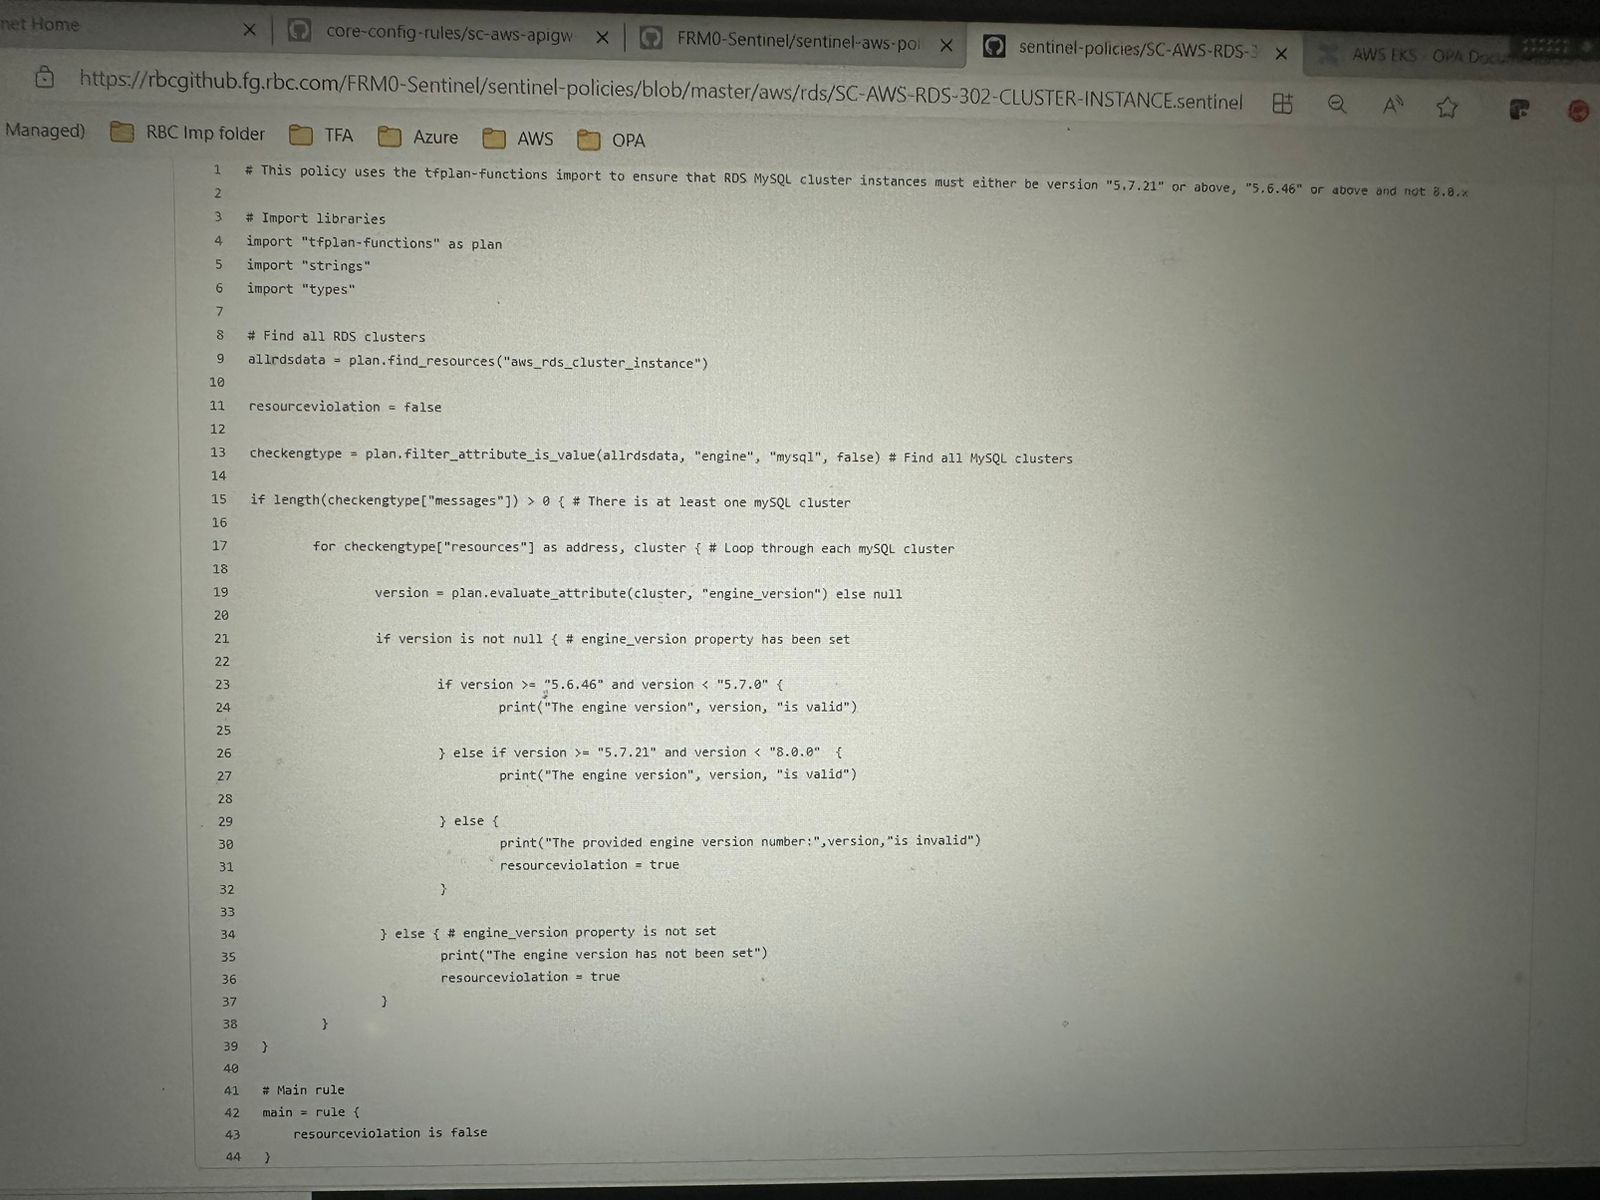 net Home
core-config-rules/sc-aws-apigw
FRM0-Sentinel/sentinel-aws-pol
sentinel-policies/SC-AWS-RDS-3
AWS EKS - OPA
https://rbcgithub.fg.rbc.com/FRM0-Sentinel/sentinel-policies/blob/master/aws/rds/SC-AWS-RDS-302-CLUSTER-INSTANCE.sentinel
Managed) RBC Imp folder TFA Azure AWS OPA
1 # This policy uses the tfplan-functions import to ensure that RDS MySQL cluster instances must either be version "5.7.21" or above, "5.6.46" or above and not 8.0.x
2
3 # Import libraries
4 import "tfplan-functions" as plan
5 import "strings"
6 import "types"
7
8 # Find all RDS clusters
9 allrdsdata = plan.find_resources("aws_rds_cluster_instance")
10
11 resourceviolation = false
12
13 checkengtype = plan.filter_attribute_is_value(allrdsdata, "engine", "mysql", false) # Find all MySQL clusters
14
15 if length(checkengtype["messages"]) > 0 { # There is at least one mySQL cluster
16
17 for checkengtype["resources"] as address, cluster { # Loop through each mySQL cluster
18
19 version = plan.evaluate_attribute(cluster, "engine_version") else null
20
21 if version is not null { # engine_version property has been set
22
23 if version >= "5.6.46" and version < "5.7.0" {
24 print("The engine version", version, "is valid")
25
26 } else if version >= "5.7.21" and version < "8.0.0" {
27 print("The engine version", version, "is valid")
28
29 } else {
30 print("The provided engine version number:",version,"is invalid")
31 resourceviolation = true
32 }
33
34 } else { # engine_version property is not set
35 print("The engine version has not been set")
36 resourceviolation = true
37 }
38 }
39 }
40
41 # Main rule
42 main = rule {
43 resourceviolation is false
44 }